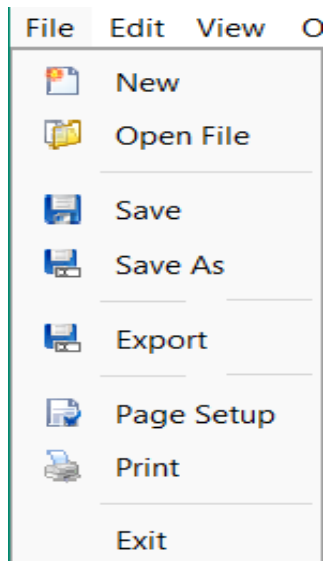 File Edit View O
New
Open File
Save
Save As
Export
Page Setup
Print
Exit